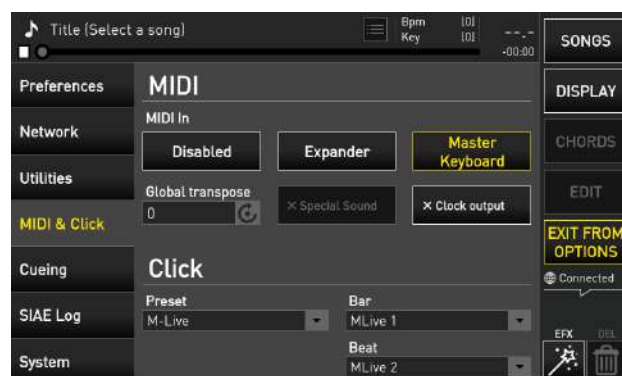 Title (Select a song)
Bpm [0]
Key [0]
--.-
-00:00
SONGS
Preferences
MIDI
DISPLAY
MIDI In
Network
Disabled
Expander
Master
Keyboard
CHORDS
Utilities
Global transpose
0
× Special Sound
× Clock output
EDIT
MIDI & Click
EXIT FROM
OPTIONS
Cueing
Click
Connected
Preset
Bar
SIAE Log
M-Live
MLive 1
Beat
EFX
DEL
System
MLive 2